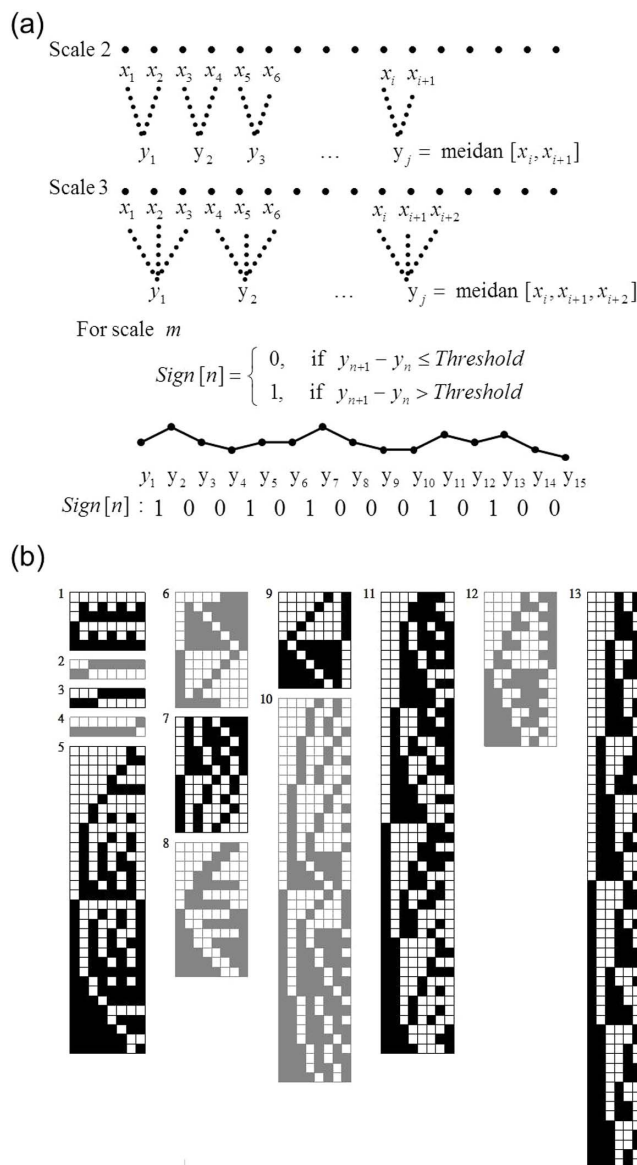 (a)
Scale 2
x1 x2 x3 x4 x5 x6 xi xi+1
y1 y2 y3 ... yj = meidan [xi, xi+1]
Scale 3
x1 x2 x3 x4 x5 x6 xi xi+1 xi+2
y1 y2 ... yj = meidan [xi, xi+1, xi+2]
For scale m
Sign[n] = { 0, if yn+1 − yn ≤ Threshold
1, if yn+1 − yn > Threshold
y1 y2 y3 y4 y5 y6 y7 y8 y9 y10 y11 y12 y13 y14 y15
Sign[n] : 1 0 0 1 0 1 0 0 0 1 0 1 0 0
(b)
1 6 9 11 12 13
2
3
4
10
7
5
8